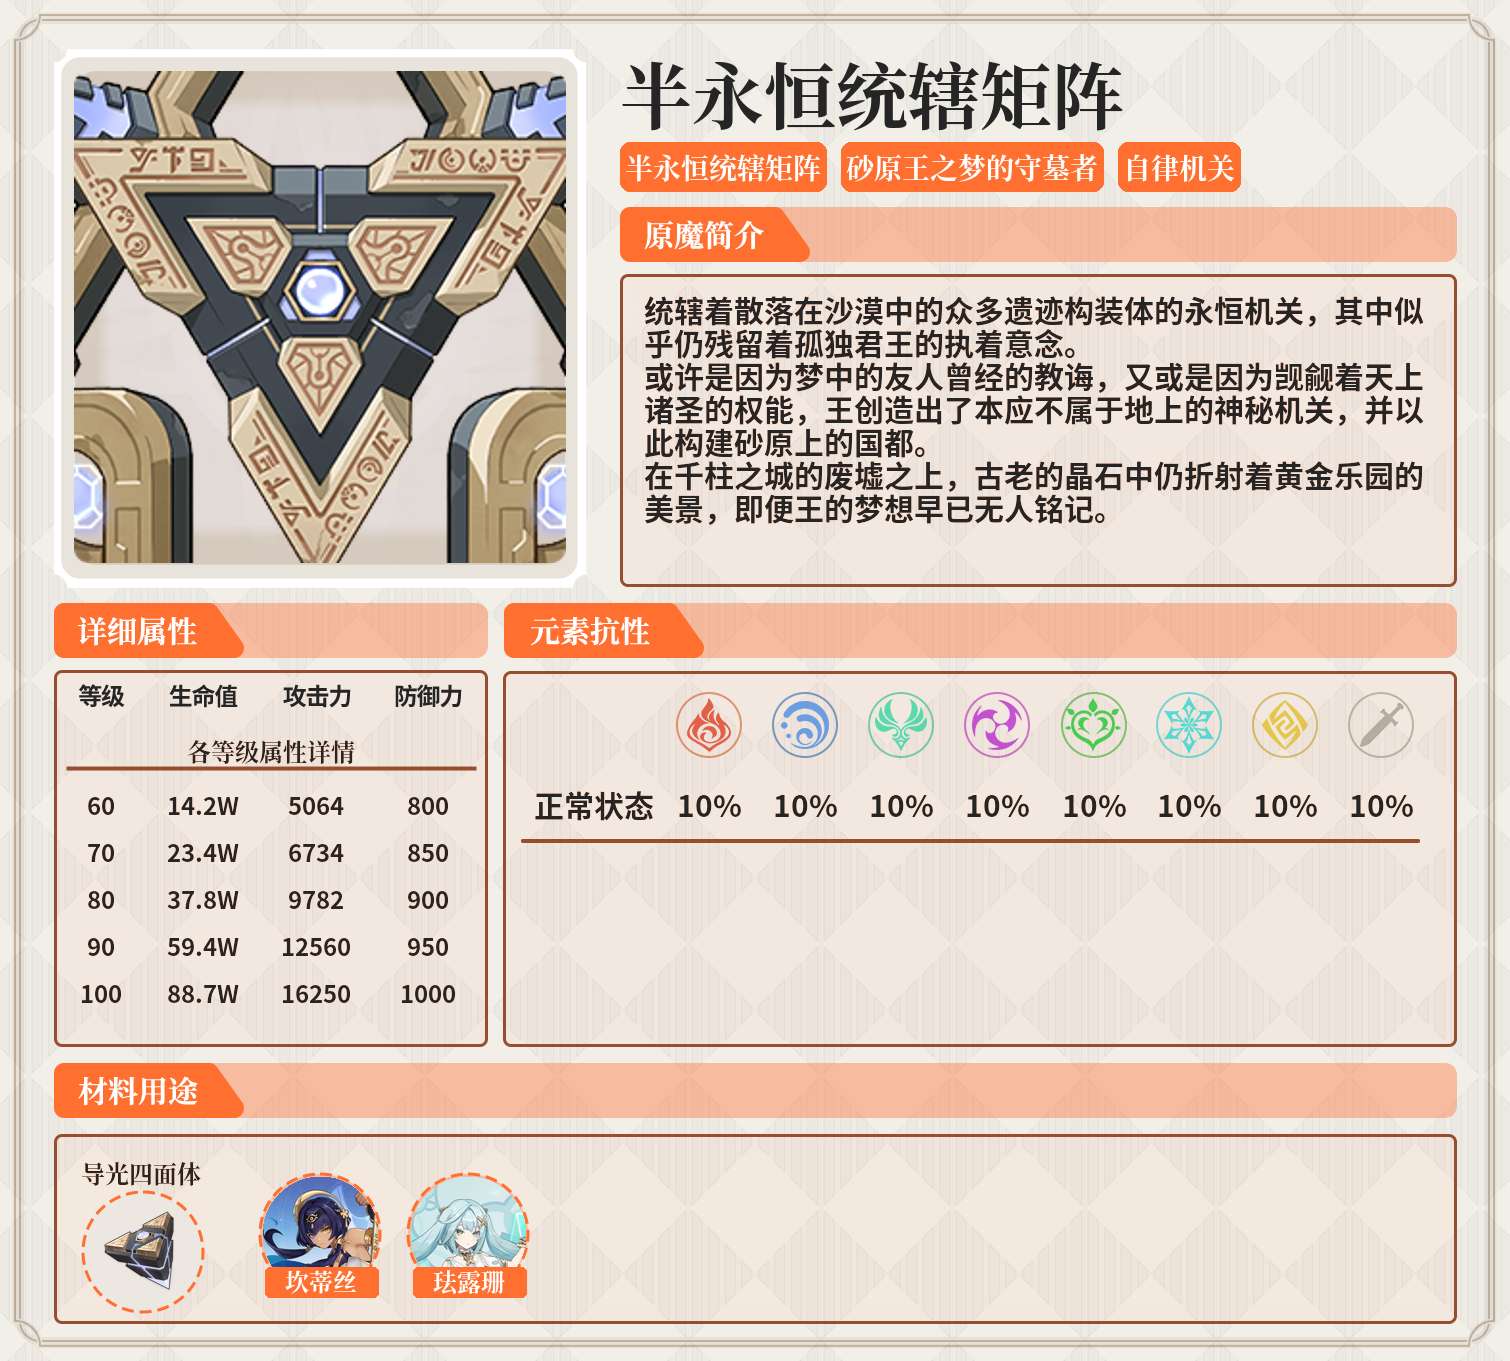 半永恒统辖矩阵
半永恒统辖矩阵 砂原王之梦的守墓者 自律机关
原魔简介
统辖着散落在沙漠中的众多遗迹构装体的永恒机关，其中似
乎仍残留着孤独君王的执着意念。
或许是因为梦中的友人曾经的教诲，又或是因为觊觎着天上
诸圣的权能，王创造出了本应不属于地上的神秘机关，并以
此构建砂原上的国都。
在千柱之城的废墟之上，古老的晶石中仍折射着黄金乐园的
美景，即便王的梦想早已无人铭记。
详细属性
等级 生命值 攻击力 防御力
各等级属性详情
60 14.2W 5064 800
70 23.4W 6734 850
80 37.8W 9782 900
90 59.4W 12560 950
100 88.7W 16250 1000
元素抗性
正常状态 10% 10% 10% 10% 10% 10% 10% 10%
材料用途
导光四面体
坎蒂丝 珐露珊